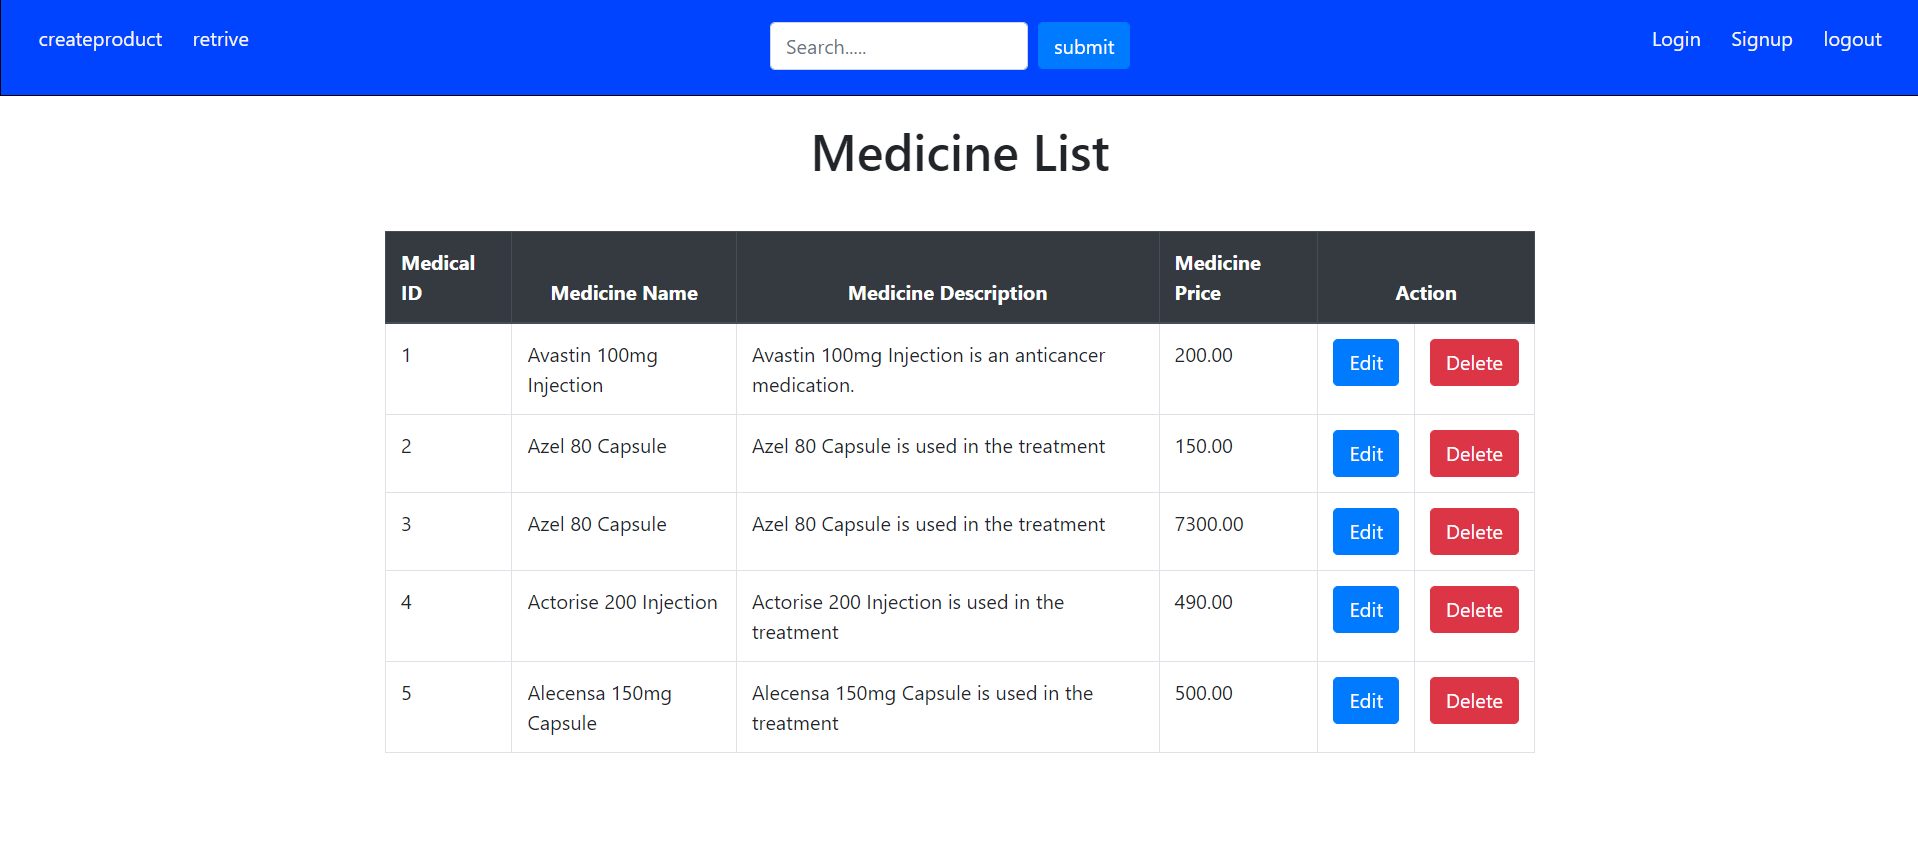 createproduct retrive Search..... submit Login Signup logout
Medicine List
Medical ID Medicine Name Medicine Description Medicine Price Action
1 Avastin 100mg Injection Avastin 100mg Injection is an anticancer medication. 200.00 Edit Delete
2 Azel 80 Capsule Azel 80 Capsule is used in the treatment 150.00 Edit Delete
3 Azel 80 Capsule Azel 80 Capsule is used in the treatment 7300.00 Edit Delete
4 Actorise 200 Injection Actorise 200 Injection is used in the treatment 490.00 Edit Delete
5 Alecensa 150mg Capsule Alecensa 150mg Capsule is used in the treatment 500.00 Edit Delete